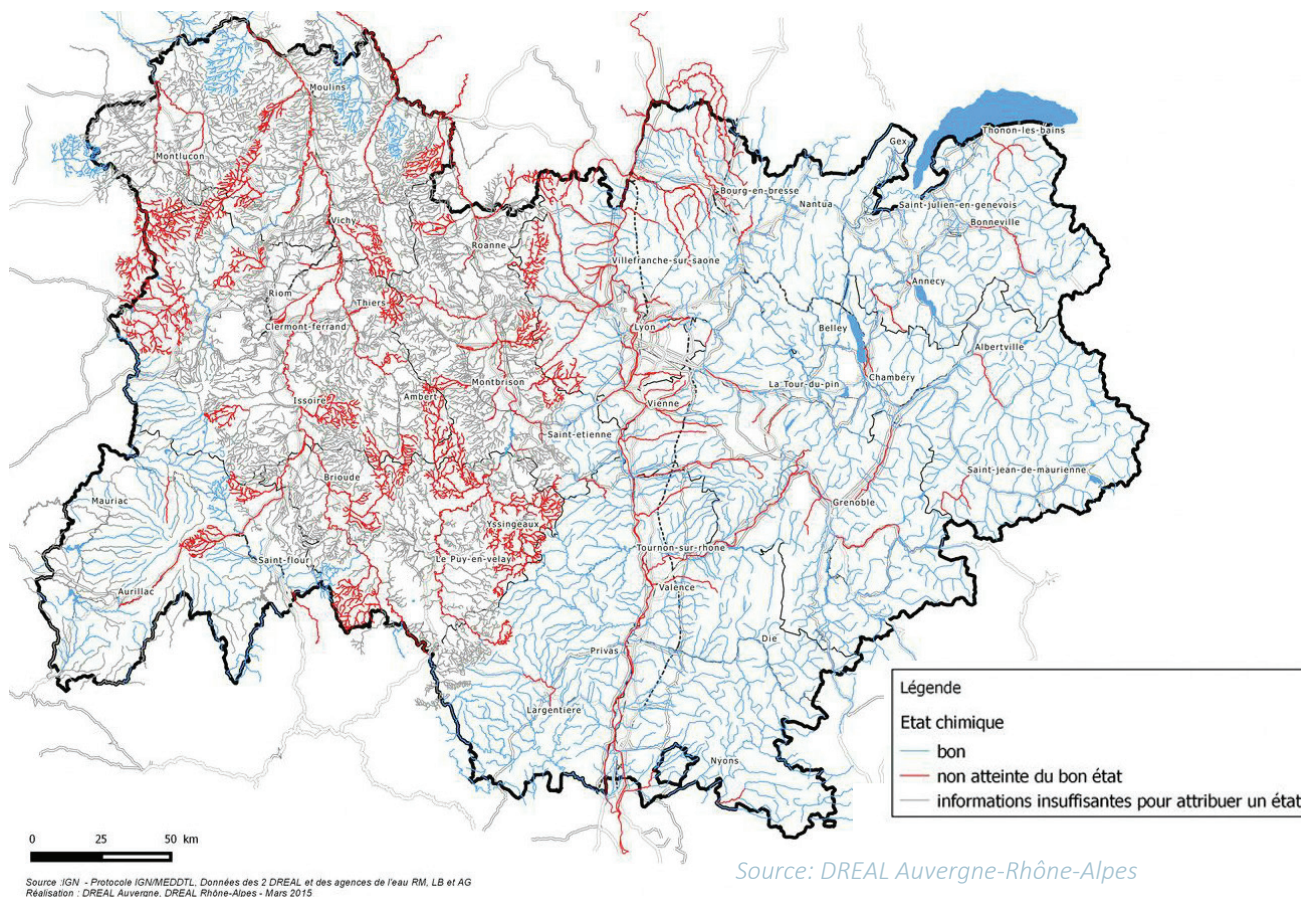 Moulins
Thonon-les-bains
Gex
Montlucon
Bourg-en-bresse
Nantua
Saint-julien-en-genevois
Bonneville
Vichy
Roanne
Villefranche-sur-saone
Annecy
Riom
Thiers
Clermont-ferrand
Lyon
Belley
Albertville
Chambery
Montbrison
La Tour-du-pin
Ambert
Issoire
Vienne
Saint-etienne
Saint-jean-de-maurienne
Brioude
Mauriac
Grenoble
Yssingeaux
Tournon-sur-rhone
Le Puy-en-velay
Saint-flour
Valence
Aurillac
Die
Privas
Largentiere
Nyons
Légende
Etat chimique
bon
non atteinte du bon état
informations insuffisantes pour attribuer un état
0 25 50 km
Source: DREAL Auvergne-Rhône-Alpes
Source :IGN - Protocole IGN/MEDDTL, Données des 2 DREAL et des agences de l'eau RM, LB et AG
Réalisation : DREAL Auvergne, DREAL Rhône-Alpes - Mars 2015